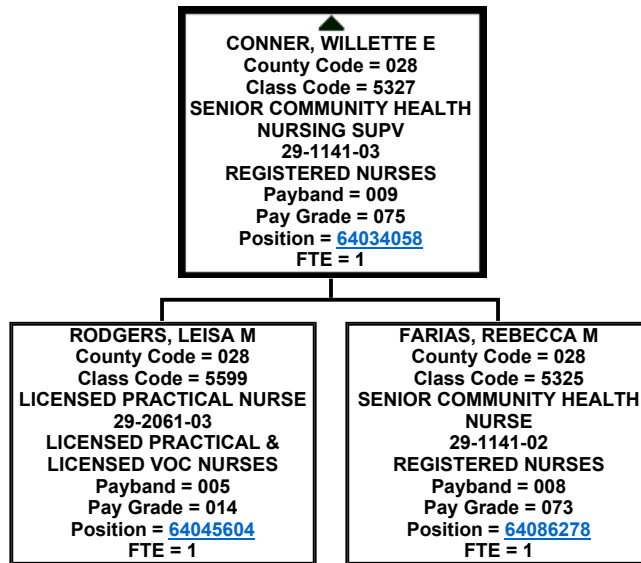 CONNER, WILLETTE E
County Code = 028
Class Code = 5327
SENIOR COMMUNITY HEALTH
NURSING SUPV
29-1141-03
REGISTERED NURSES
Payband = 009
Pay Grade = 075
Position = 64034058
FTE = 1
RODGERS, LEISA M
County Code = 028
Class Code = 5599
LICENSED PRACTICAL NURSE
29-2061-03
LICENSED PRACTICAL &
LICENSED VOC NURSES
Payband = 005
Pay Grade = 014
Position = 64045604
FTE = 1
FARIAS, REBECCA M
County Code = 028
Class Code = 5325
SENIOR COMMUNITY HEALTH
NURSE
29-1141-02
REGISTERED NURSES
Payband = 008
Pay Grade = 073
Position = 64086278
FTE = 1